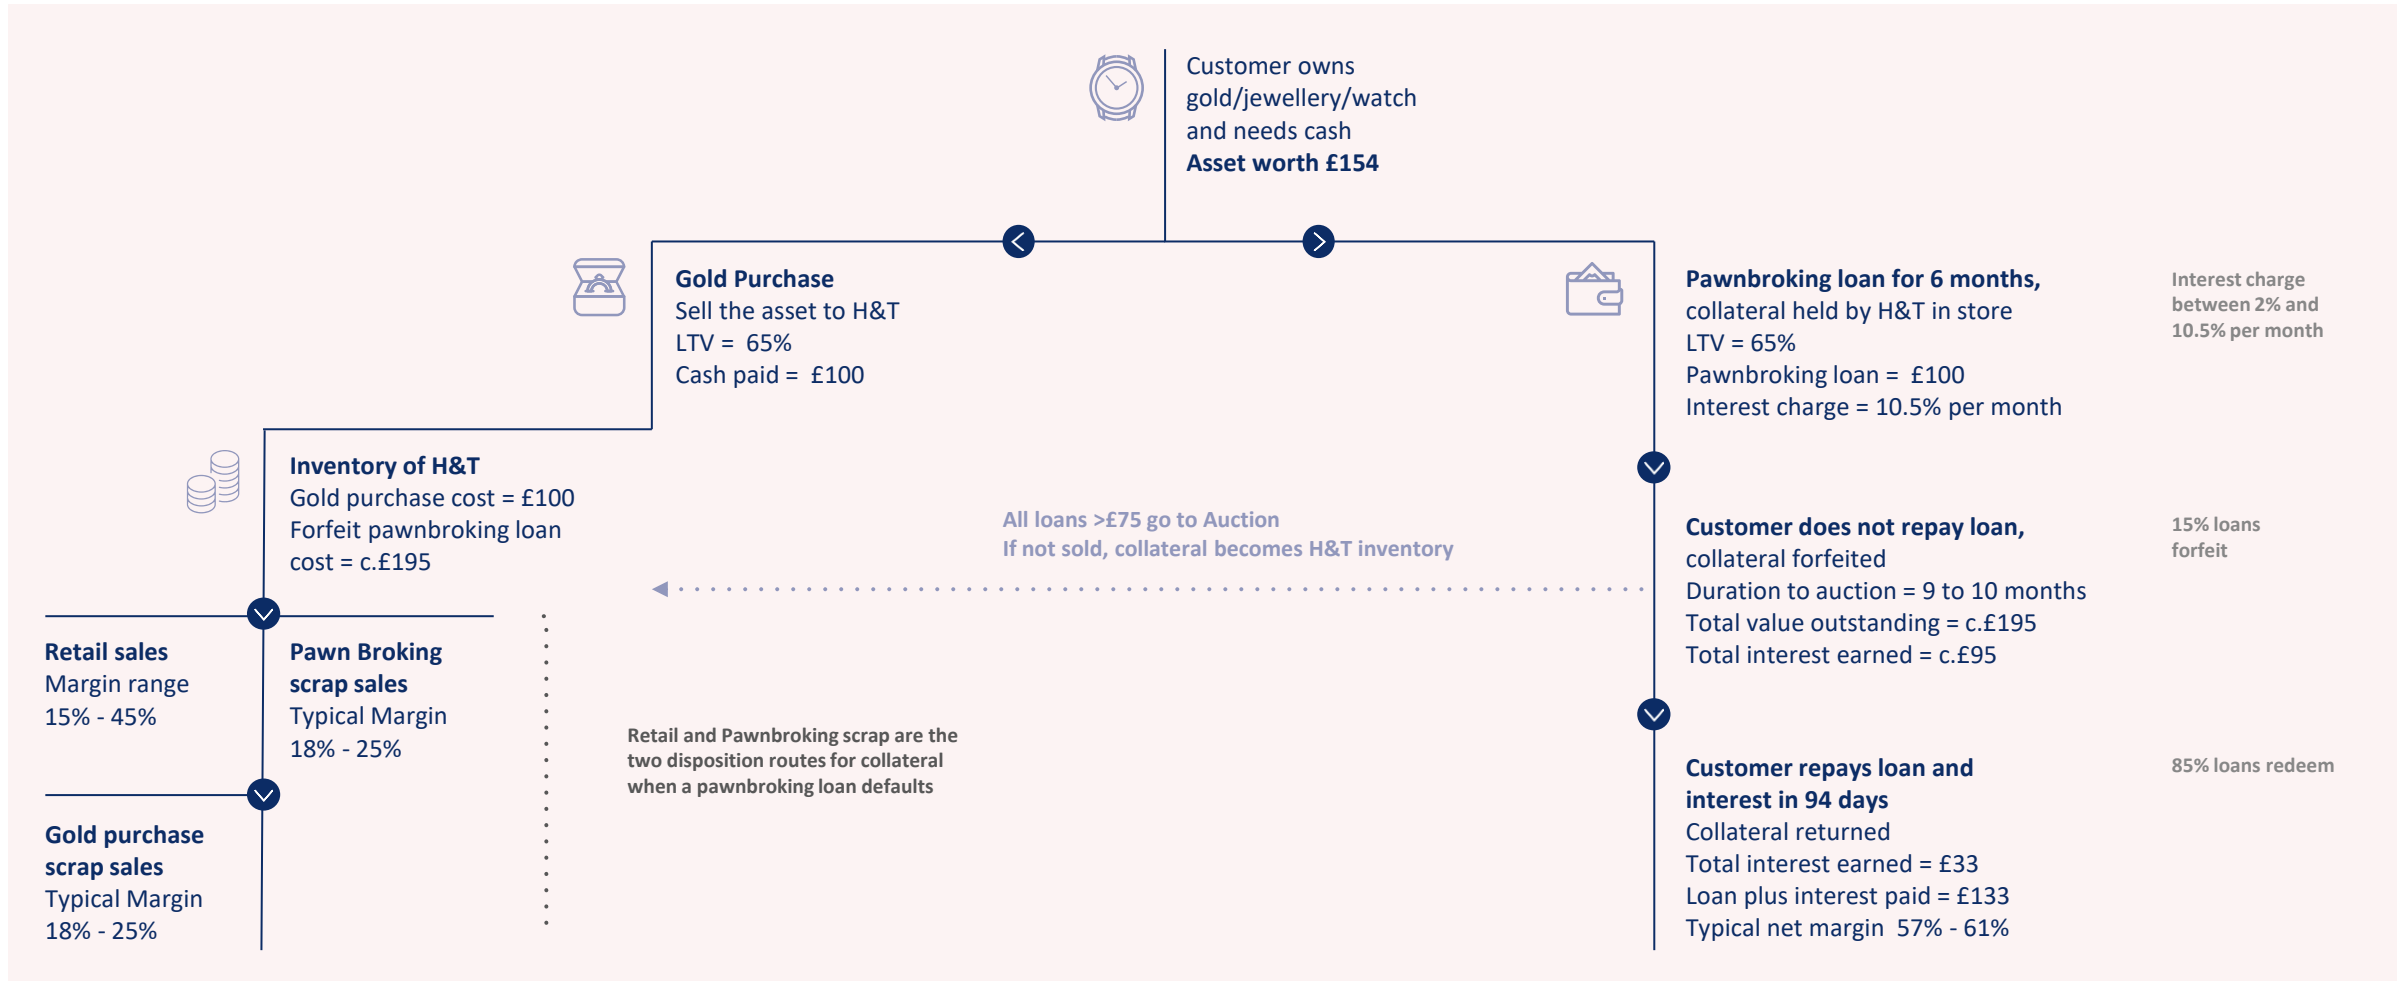 Customer owns
gold/jewellery/watch
and needs cash
Asset worth £154
Gold Purchase
Sell the asset to H&T
LTV = 65%
Cash paid = £100
Pawnbroking loan for 6 months,
collateral held by H&T in store
LTV = 65%
Pawnbroking loan = £100
Interest charge = 10.5% per month
Interest charge
between 2% and
10.5% per month
Inventory of H&T
Gold purchase cost = £100
Forfeit pawnbroking loan
cost = c.£195
All loans >£75 go to Auction
If not sold, collateral becomes H&T inventory
Customer does not repay loan,
collateral forfeited
Duration to auction = 9 to 10 months
Total value outstanding = c.£195
Total interest earned = c.£95
15% loans
forfeit
Retail sales
Margin range
15% - 45%
Pawn Broking
scrap sales
Typical Margin
18% - 25%
Retail and Pawnbroking scrap are the
two disposition routes for collateral
when a pawnbroking loan defaults
Customer repays loan and
interest in 94 days
Collateral returned
Total interest earned = £33
Loan plus interest paid = £133
Typical net margin 57% - 61%
85% loans redeem
Gold purchase
scrap sales
Typical Margin
18% - 25%